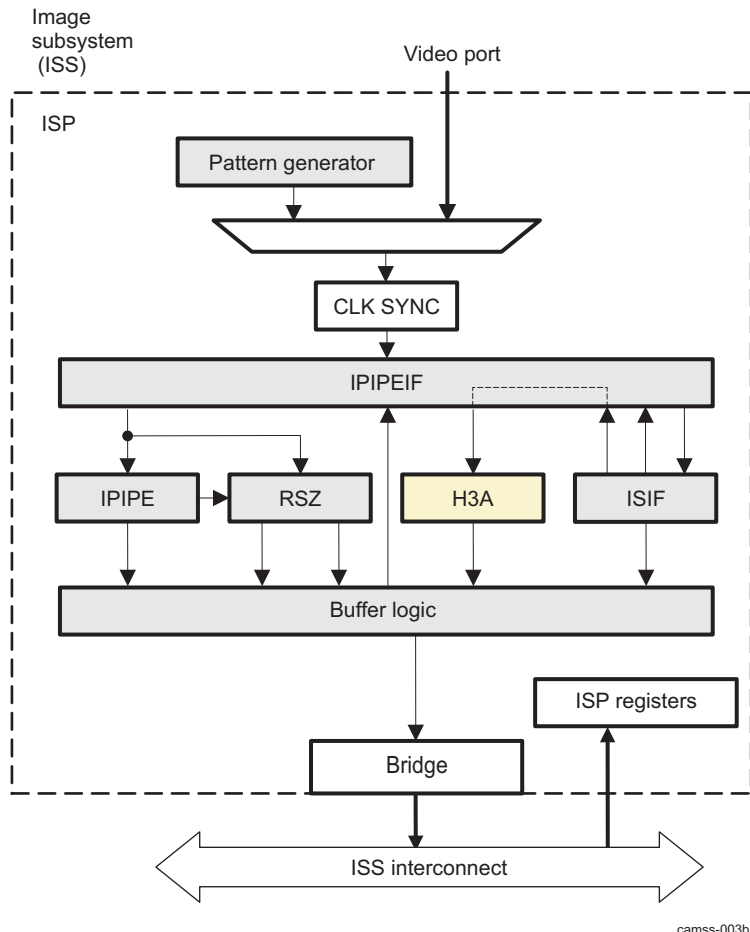 Image
subsystem
(ISS)
Video port
ISP
Pattern generator
CLK SYNC
IPIPEIF
IPIPE
RSZ
H3A
ISIF
Buffer logic
ISP registers
Bridge
ISS interconnect
camss-003b